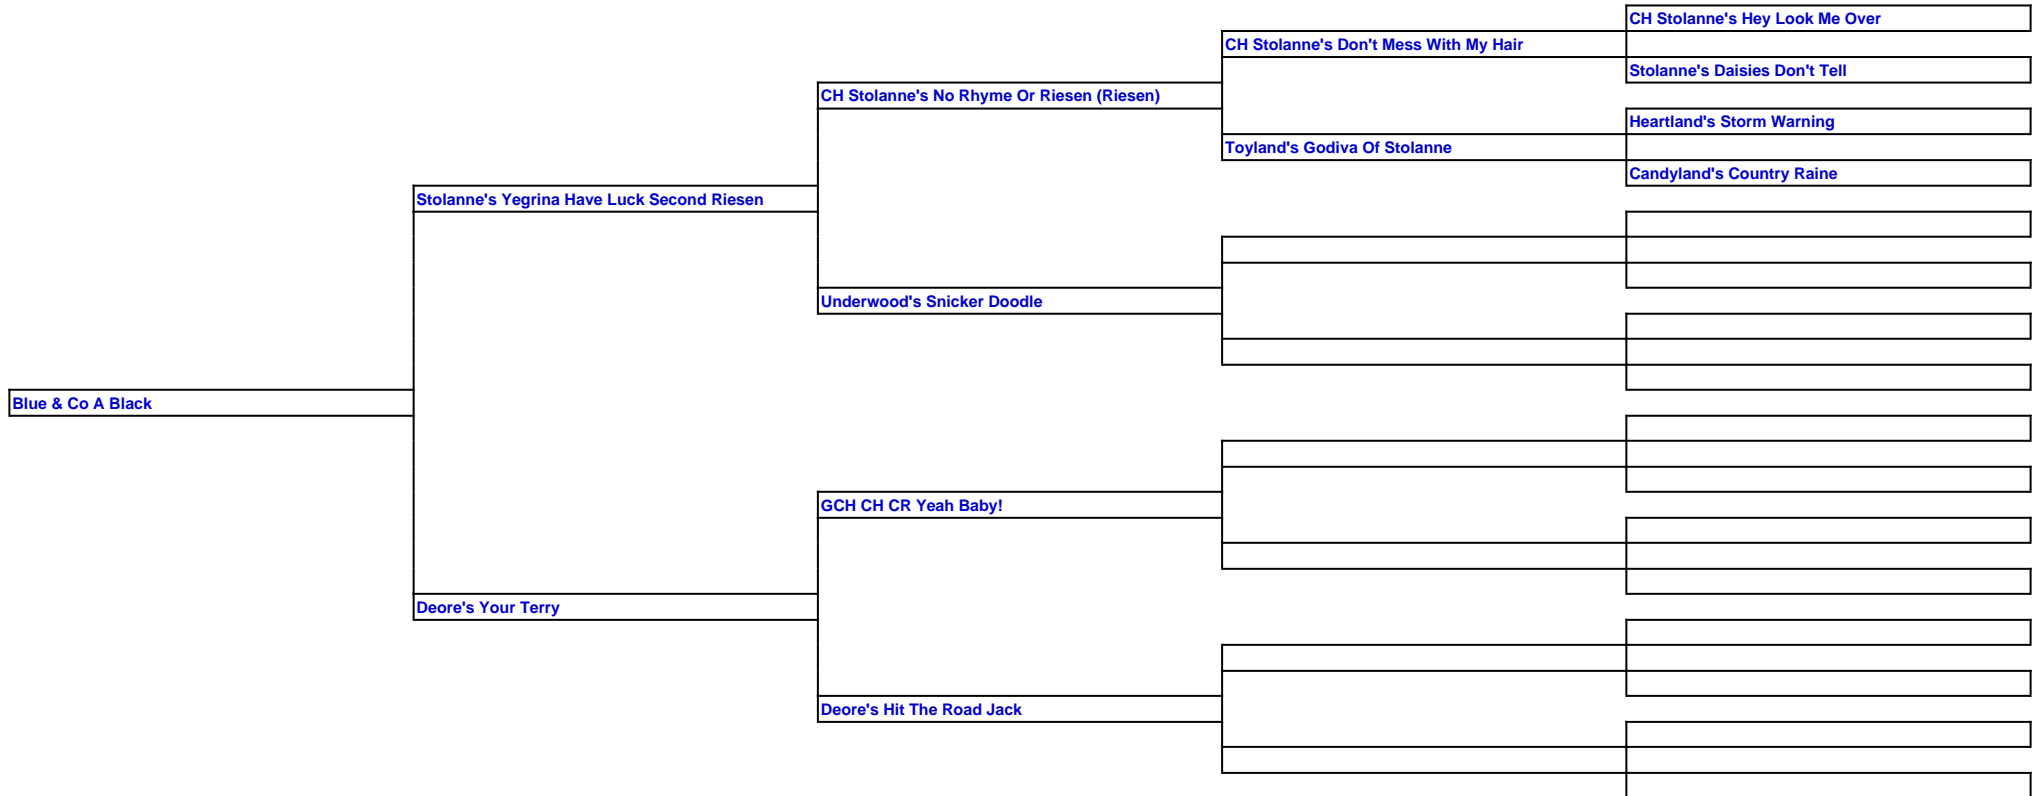 CH Stolanne's Hey Look Me Over
CH Stolanne's Don't Mess With My Hair
Stolanne's Daisies Don't Tell
CH Stolanne's No Rhyme Or Riesen (Riesen)
Heartland's Storm Warning
Toyland's Godiva Of Stolanne
Candyland's Country Raine
Stolanne's Yegrina Have Luck Second Riesen
Underwood's Snicker Doodle
Blue & Co A Black
GCH CH CR Yeah Baby!
Deore's Your Terry
Deore's Hit The Road Jack